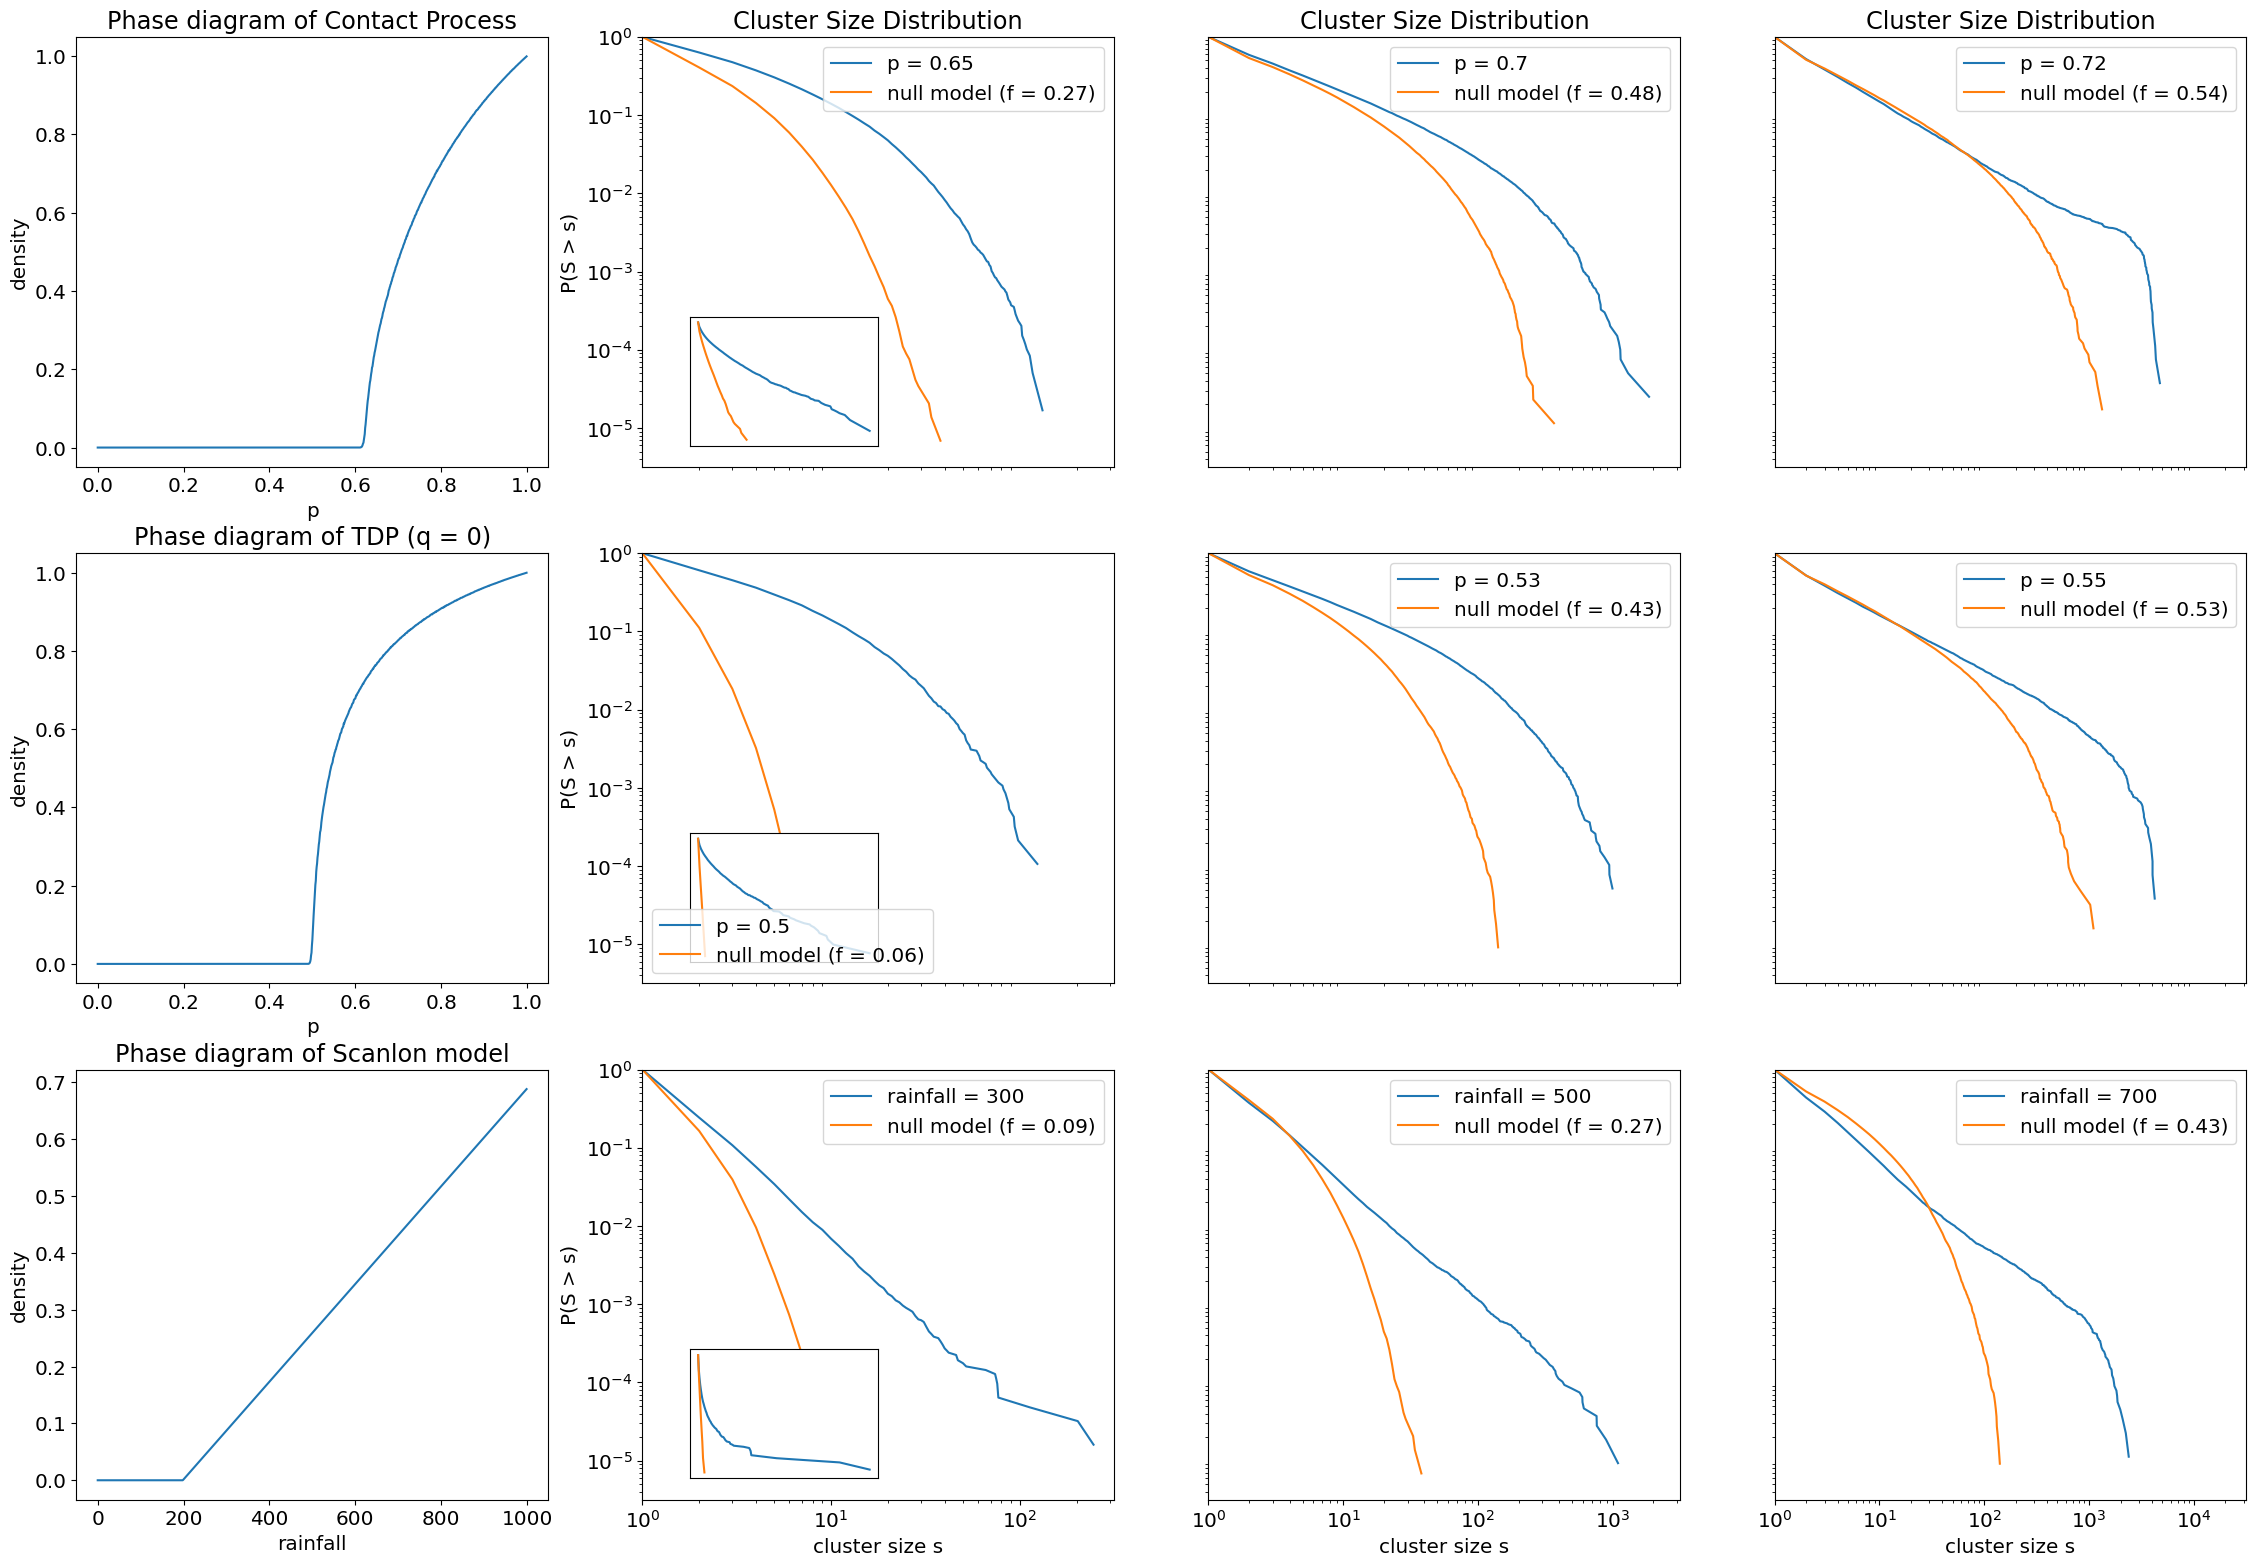 Phase diagram of Contact Process
density
1.0
0.8
0.6
0.4
0.2
0.0
0.0 0.2 0.4 0.6 0.8 1.0
p
Cluster Size Distribution
P(S > s)
10^0
10^-1
10^-2
10^-3
10^-4
10^-5
p = 0.65
null model (f = 0.27)
Cluster Size Distribution
p = 0.7
null model (f = 0.48)
Cluster Size Distribution
p = 0.72
null model (f = 0.54)
Phase diagram of TDP (q = 0)
density
1.0
0.8
0.6
0.4
0.2
0.0
0.0 0.2 0.4 0.6 0.8 1.0
p
P(S > s)
10^0
10^-1
10^-2
10^-3
10^-4
10^-5
p = 0.5
null model (f = 0.06)
p = 0.53
null model (f = 0.43)
p = 0.55
null model (f = 0.53)
Phase diagram of Scanlon model
density
0.7
0.6
0.5
0.4
0.3
0.2
0.1
0.0
0 200 400 600 800 1000
rainfall
P(S > s)
10^0
10^-1
10^-2
10^-3
10^-4
10^-5
rainfall = 300
null model (f = 0.09)
10^0 10^1 10^2
cluster size s
rainfall = 500
null model (f = 0.27)
10^0 10^1 10^2 10^3
cluster size s
rainfall = 700
null model (f = 0.43)
10^0 10^1 10^2 10^3 10^4
cluster size s